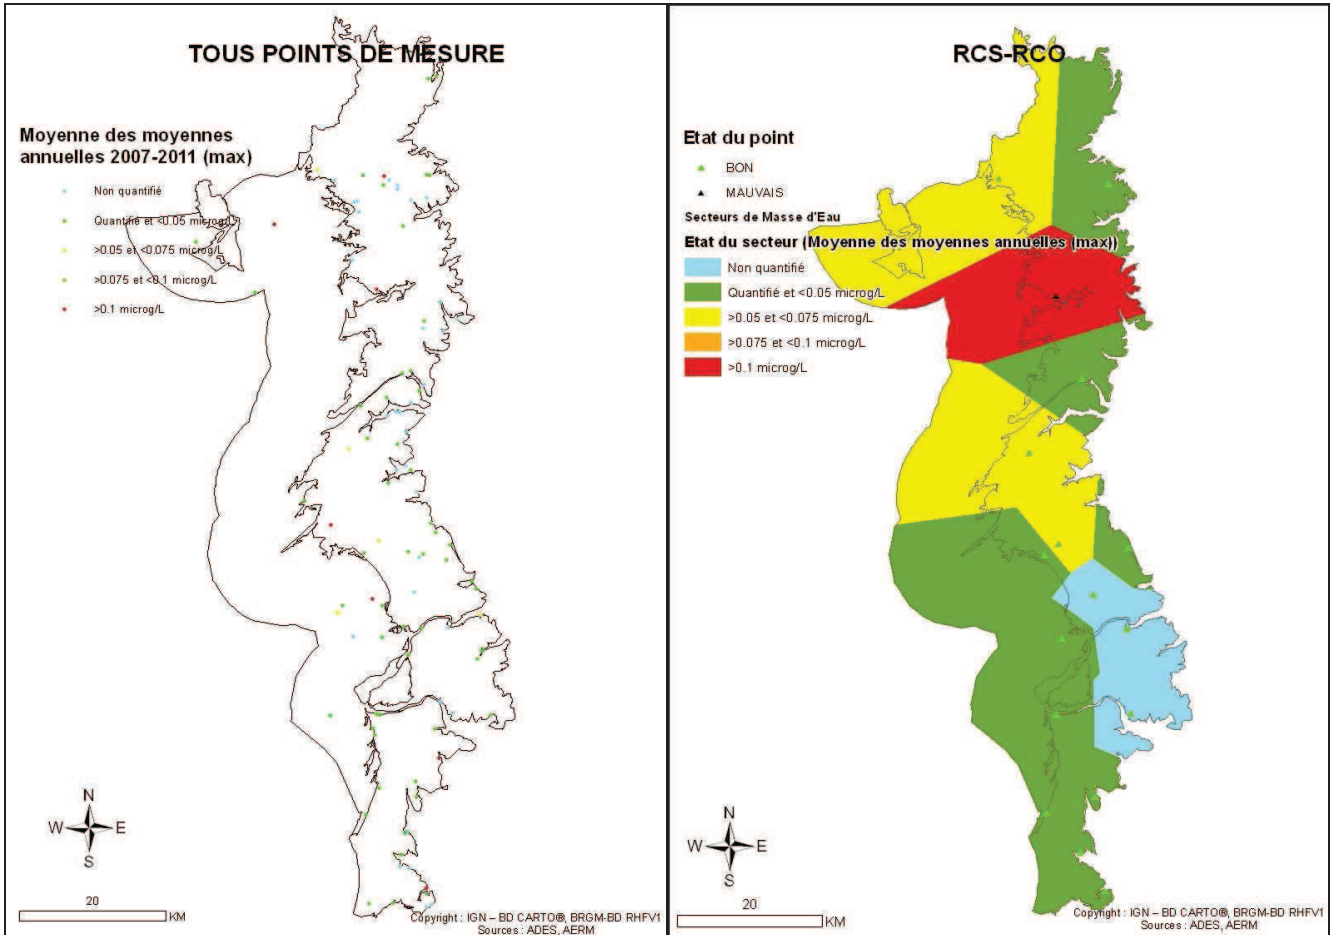 TOUS POINTS DE MESURE
Moyenne des moyennes
annuelles 2007-2011 (max)
Non quantifié
Quantifié et <0.05 microg/L
>0.05 et <0.075 microg/L
>0.075 et <0.1 microg/L
>0.1 microg/L
N
W E
S
20
KM
Copyright : IGN – BD CARTO®, BRGM-BD RHFV1
Sources : ADES, AERM
RCS-RCO
Etat du point
BON
MAUVAIS
Secteurs de Masse d'Eau
Etat du secteur (Moyenne des moyennes annuelles (max))
Non quantifié
Quantifié et <0.05 microg/L
>0.05 et <0.075 microg/L
>0.075 et <0.1 microg/L
>0.1 microg/L
N
W E
S
20
KM
Copyright : IGN – BD CARTO®, BRGM-BD RHFV1
Sources : ADES, AERM